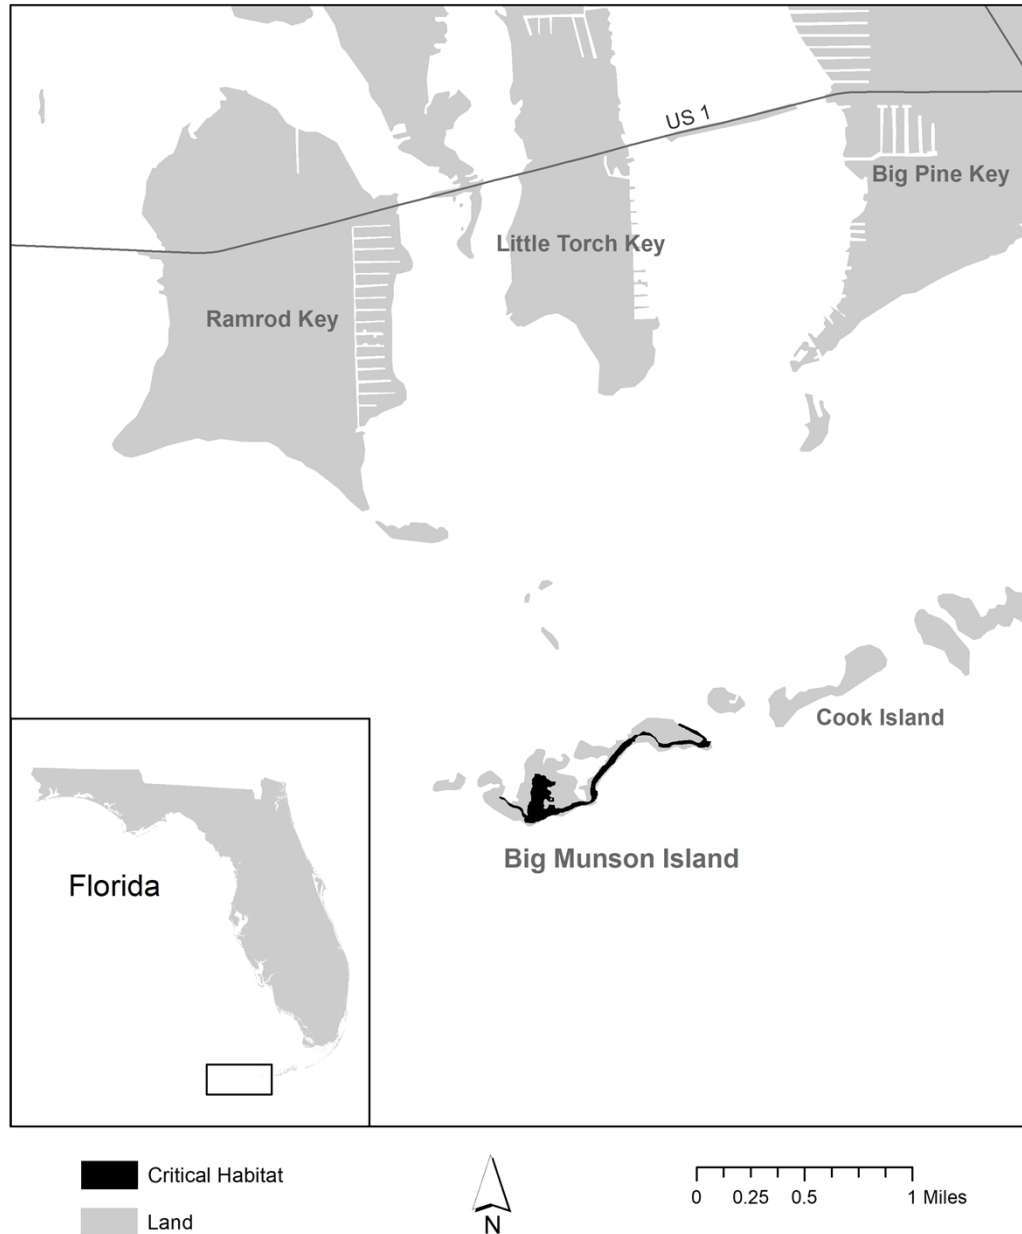 US 1
Big Pine Key
Little Torch Key
Ramrod Key
Cook Island
Big Munson Island
Florida
Critical Habitat
Land
N
0 0.25 0.5 1 Miles